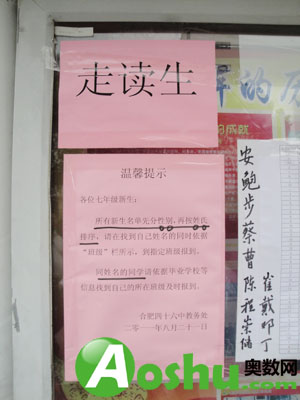 走读生
温馨提示
各位七年级新生：
所有新生名单先分性别，再按姓氏
排序，请在找到自己姓名的同时依据
“班级”栏所示，到指定班级报到。
同姓名的同学请依据毕业学校等
信息找到自己的所在班级及时报到。
合肥四十六中教务处
二〇一一年八月二十一日
的历
安鲍步蔡曹
陈程崇储
崔戴邸丁
Aoshu.com
奥数网